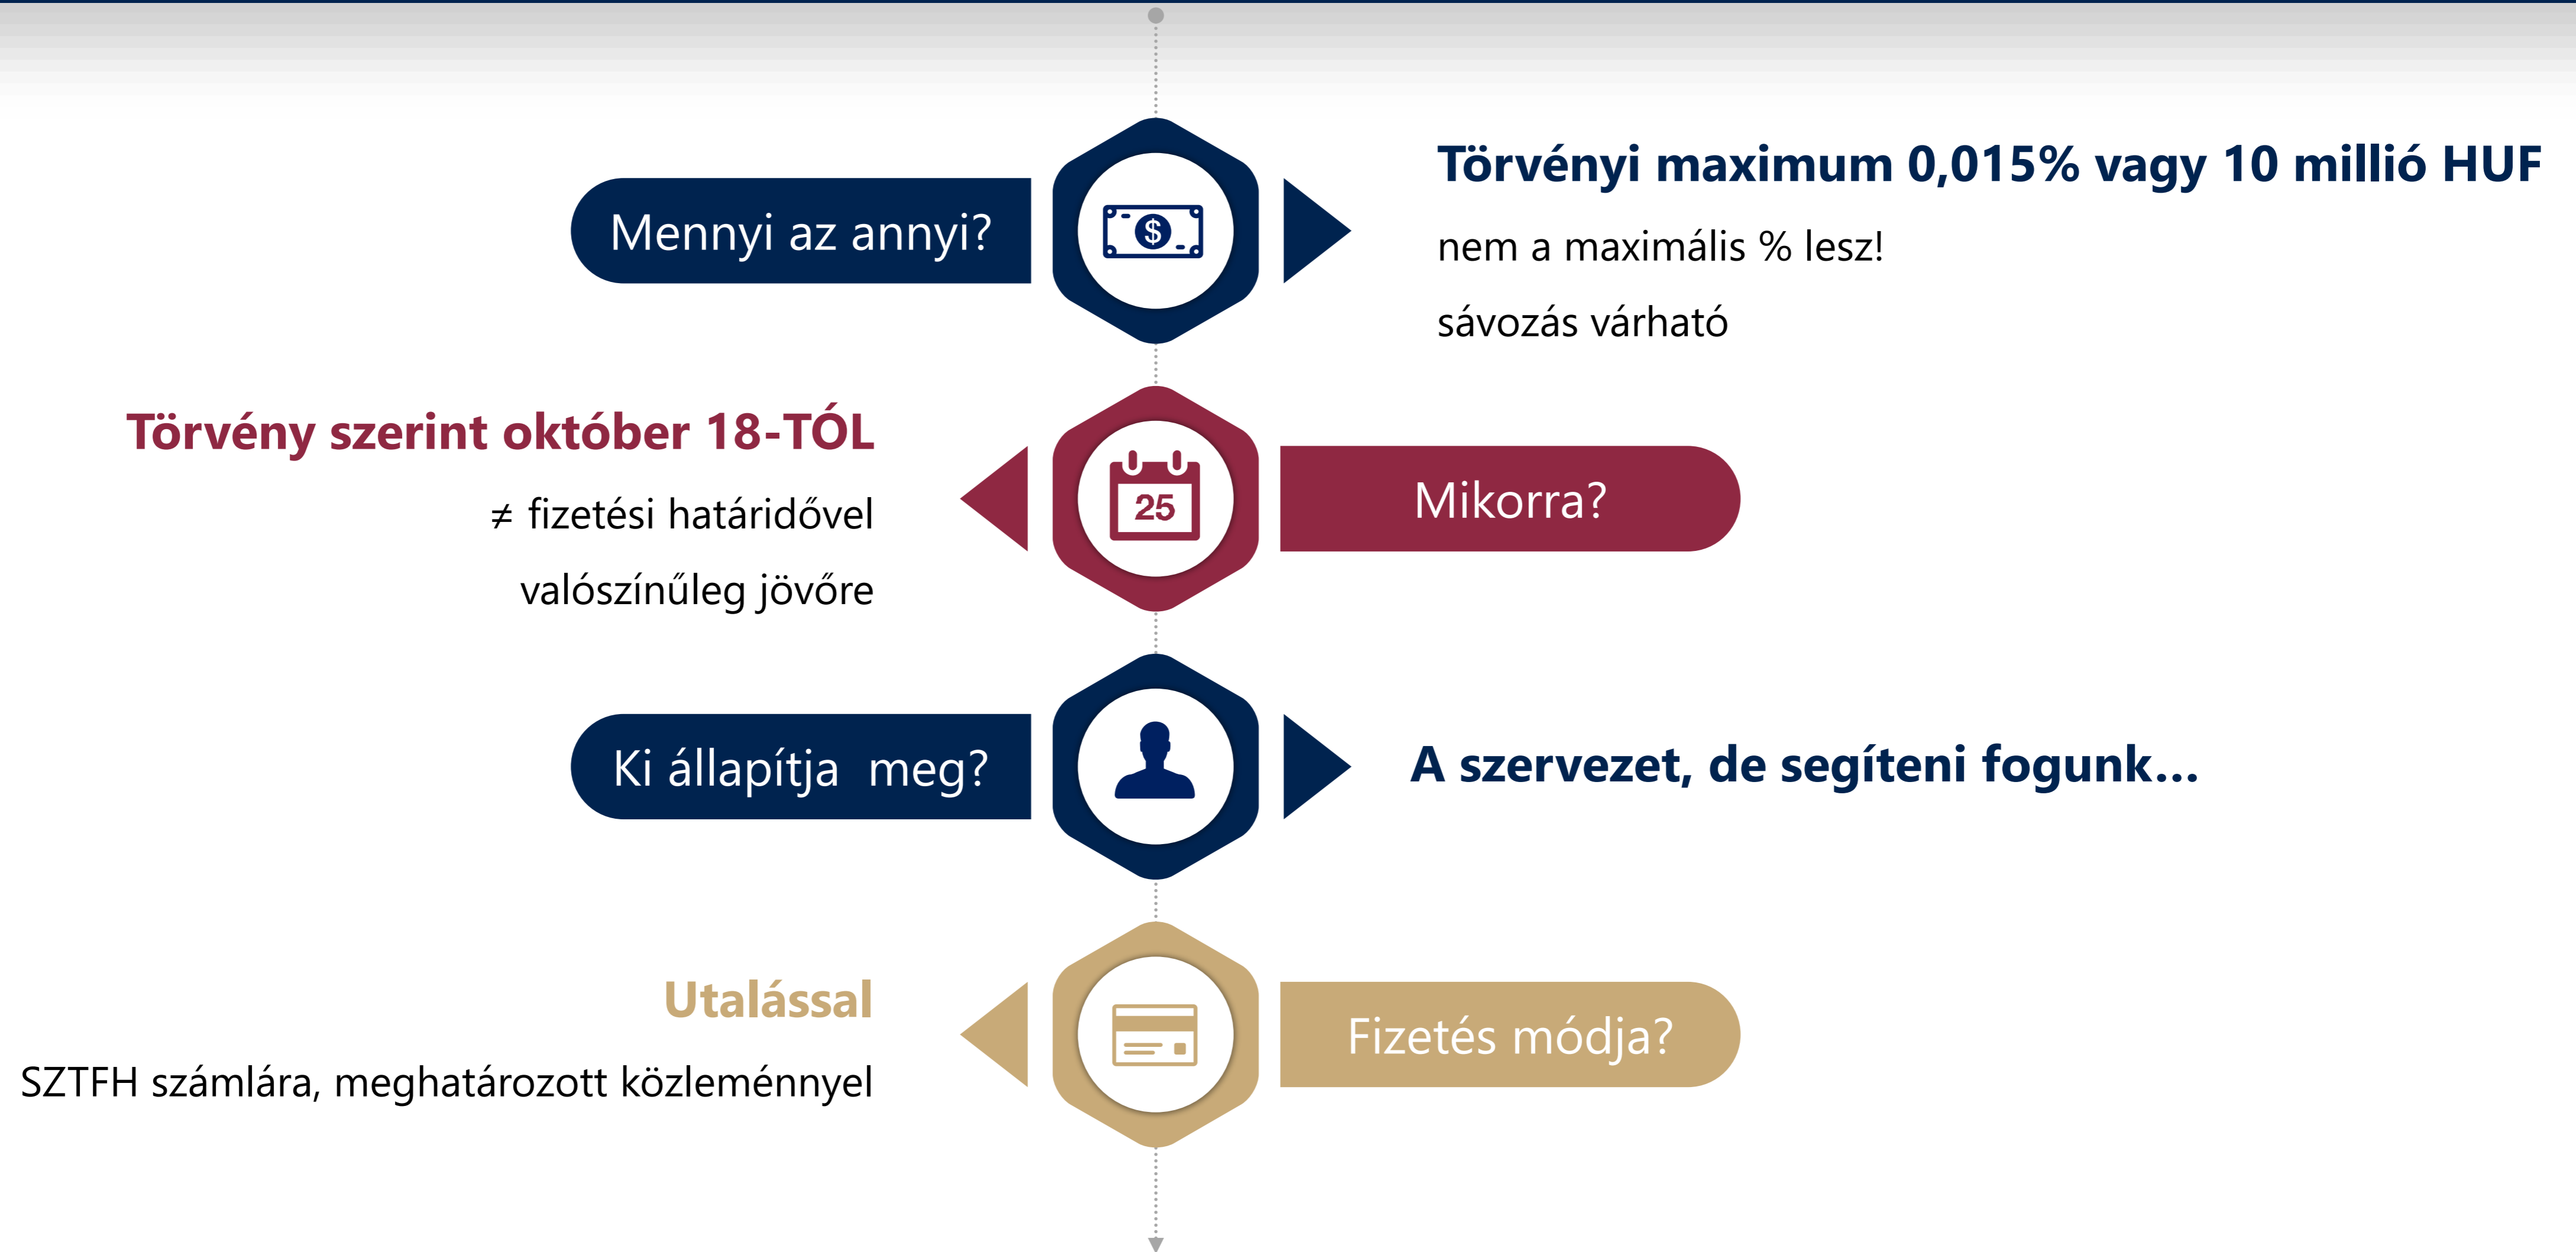 Mennyi az annyi?
$
Törvényi maximum 0,015% vagy 10 millió HUF
nem a maximális % lesz!
sávozás várható
Mikorra?
25
Törvény szerint október 18-TÓL
≠ fizetési határidővel
valószínűleg jövőre
Ki állapítja  meg?
A szervezet, de segíteni fogunk...
Fizetés módja?
Utalással
SZTFH számlára, meghatározott közleménnyel